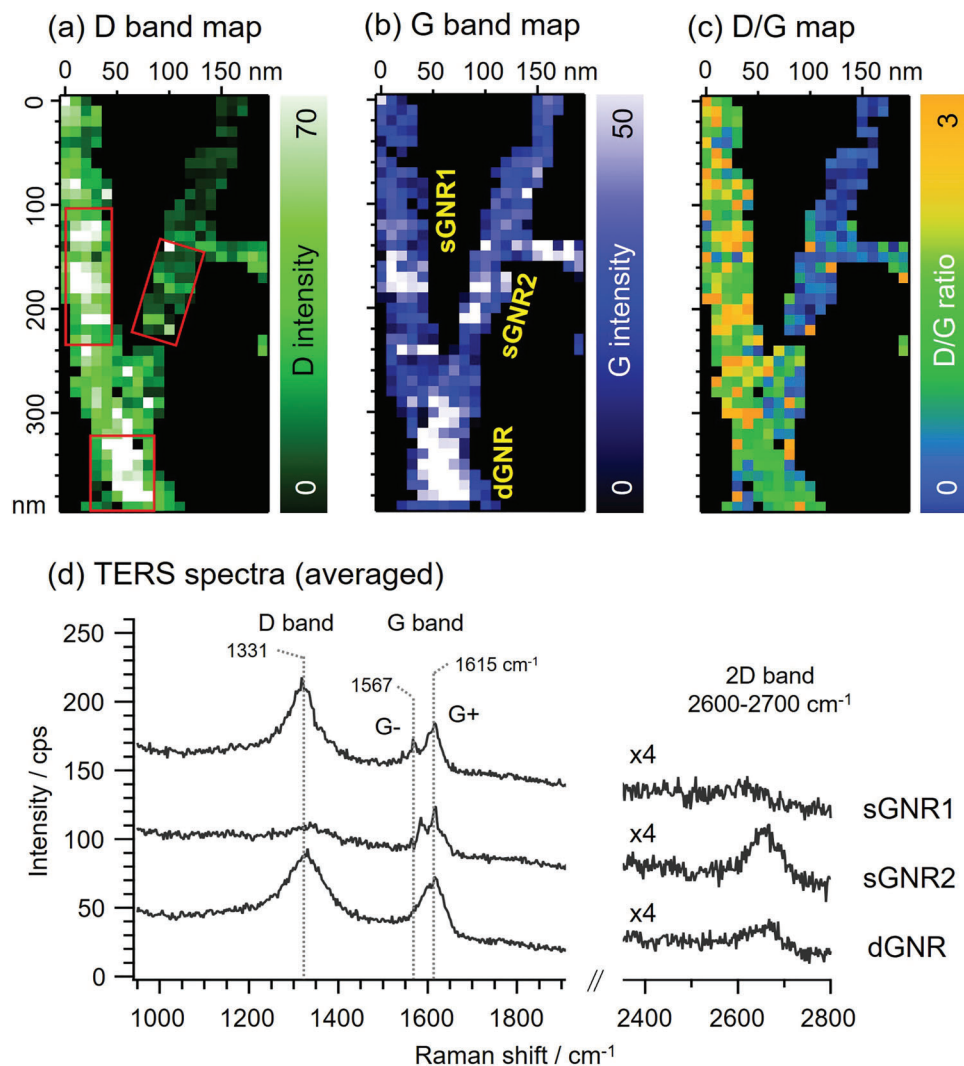 (a) D band map
0 50 100 150 nm
0
100
200
300
nm
0 D intensity 70
(b) G band map
0 50 100 150 nm
sGNR1
sGNR2
dGNR
0 G intensity 50
(c) D/G map
0 50 100 150 nm
0 D/G ratio 3
(d) TERS spectra (averaged)
D band
G band
1331
1567
1615 cm⁻¹
G-
G+
2D band
2600-2700 cm⁻¹
x4
sGNR1
x4
sGNR2
x4
dGNR
Intensity / cps
250
200
150
100
50
0
1000 1200 1400 1600 1800 // 2400 2600 2800
Raman shift / cm⁻¹